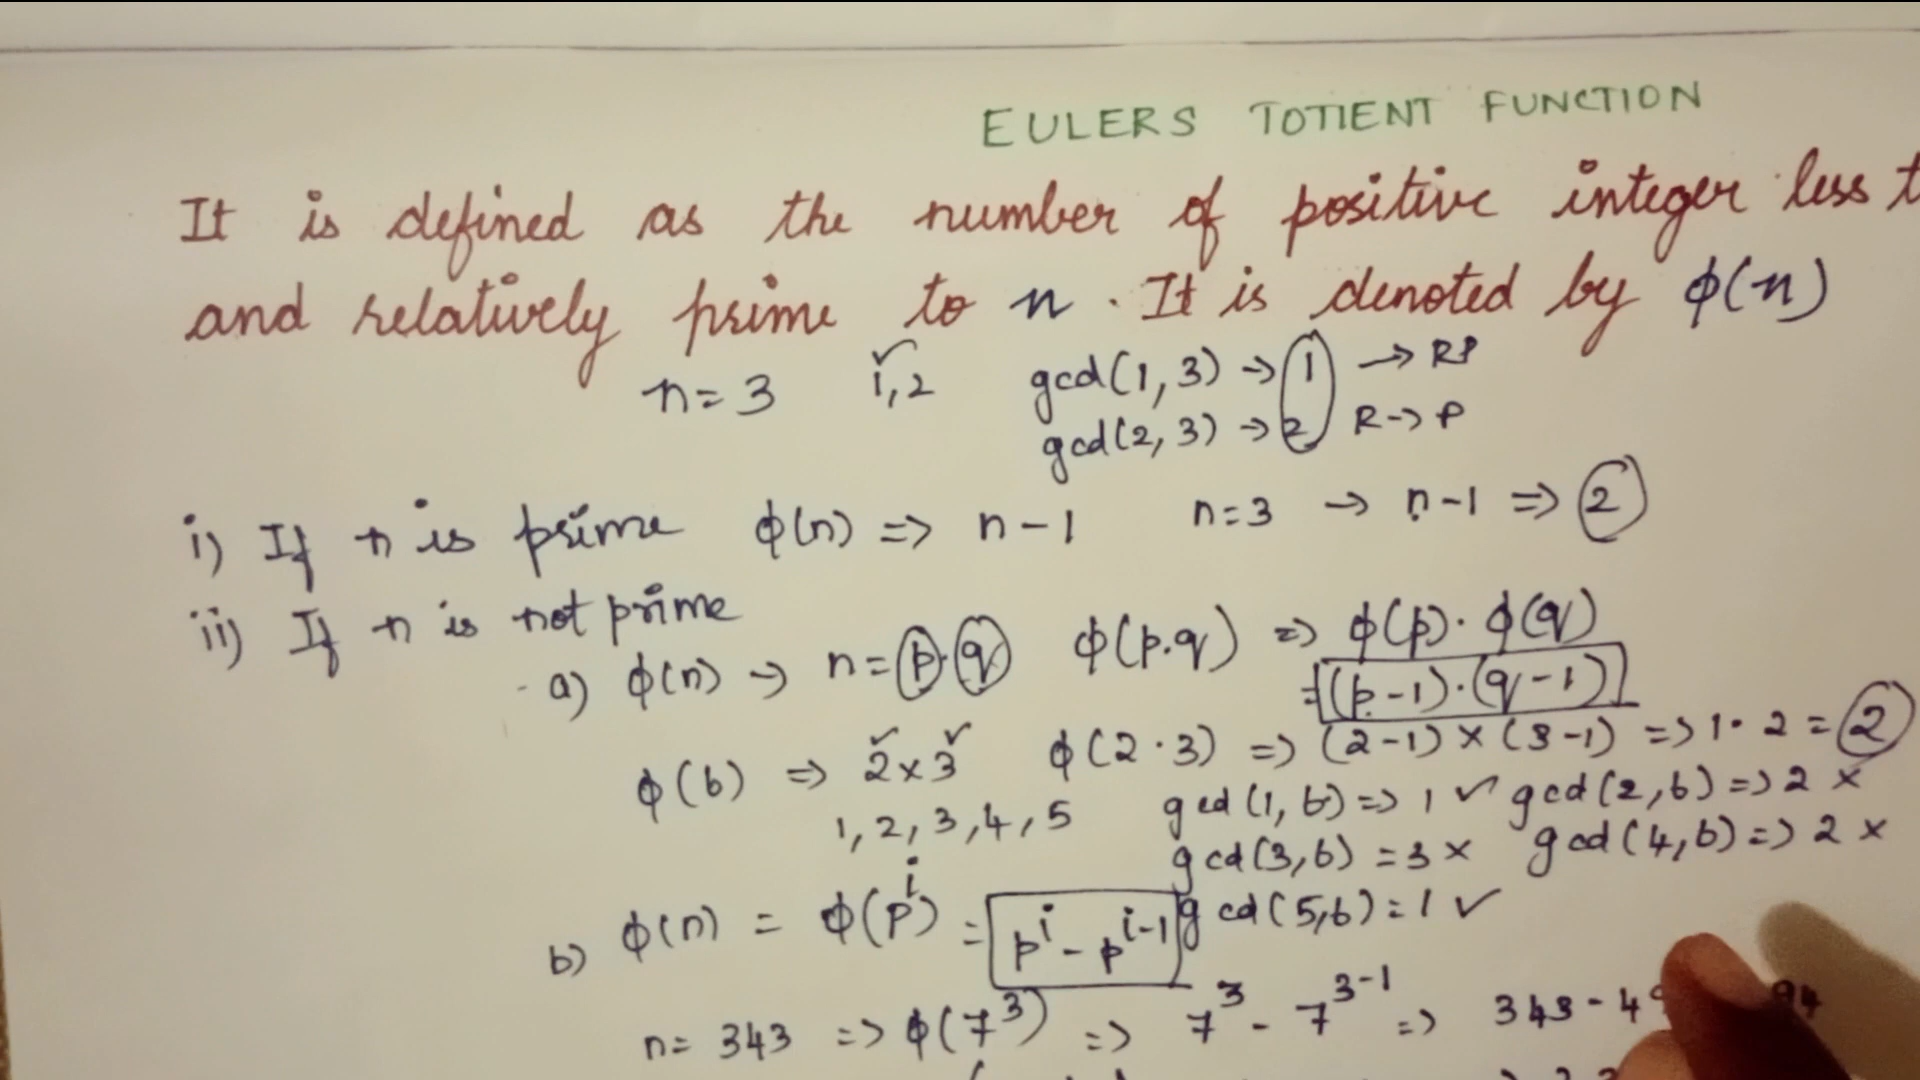 EULERS TOTIENT FUNCTION
It is defined as the number of positive integer less
and relatively prime to n. It is denoted by ϕ(n)
n=3 1,2 gcd(1,3) → 1 → RP
gcd(2,3) → 2 R→P
i) If n is prime ϕ(n) => n-1 n=3 → n-1 => 2
ii) If n is not prime
a) ϕ(n) → n=p.q ϕ(p.q) => ϕ(p).ϕ(q)
=(p-1).(q-1)
ϕ(6) => 2x3 ϕ(2.3) => (2-1)x(3-1) => 1.2=2
1,2,3,4,5 gcd(1,6)=>1 ✓ gcd(2,6)=>2 x
gcd(3,6)=3x gcd(4,6)=>2 x
b) ϕ(n) = ϕ(p^i) = p^i - p^(i-1) gcd(5,6)=1 ✓
n=343 => ϕ(7^3) => 7^3 - 7^(3-1) => 343-4